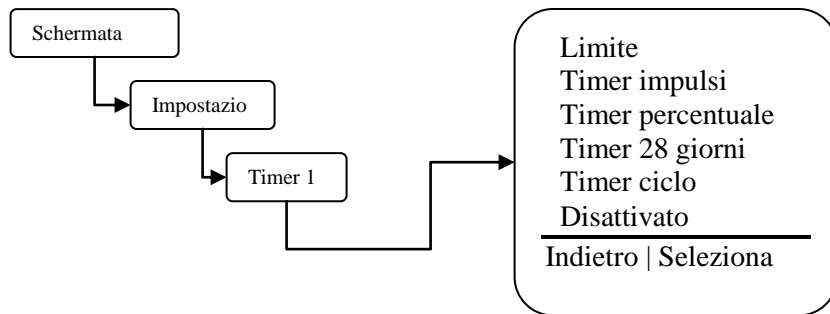 Schermata
Impostazio
Timer 1
Limite
Timer impulsi
Timer percentuale
Timer 28 giorni
Timer ciclo
Disattivato
Indietro | Seleziona